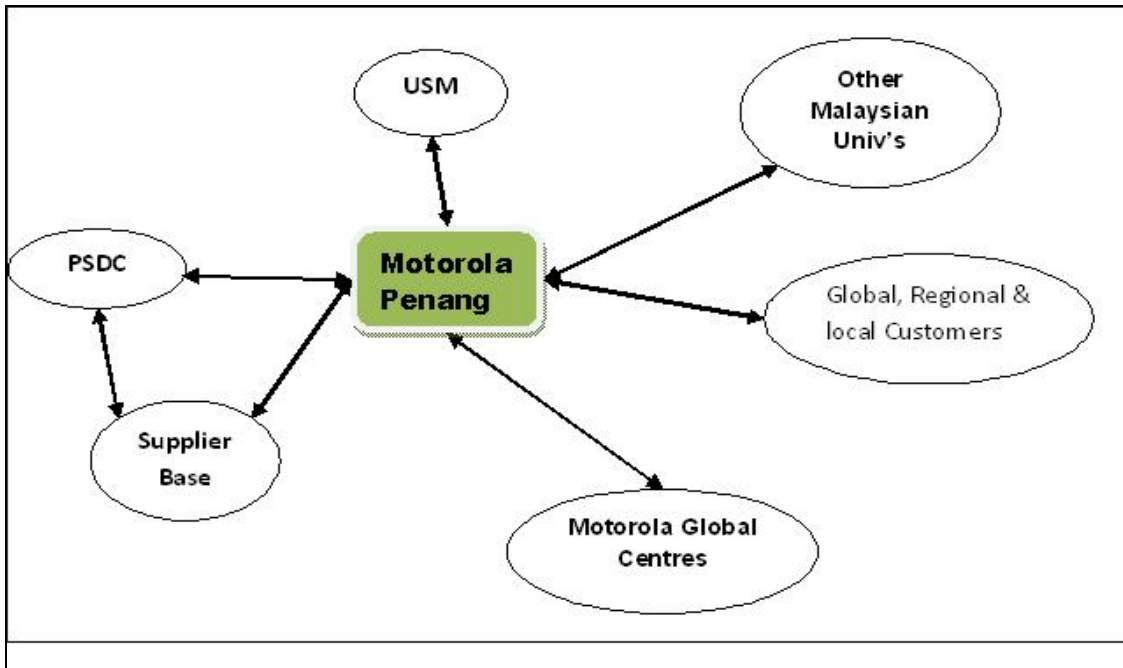 USM
Other
Malaysian
Univ's
PSDC
Motorola
Penang
Global, Regional &
local Customers
Supplier
Base
Motorola Global
Centres